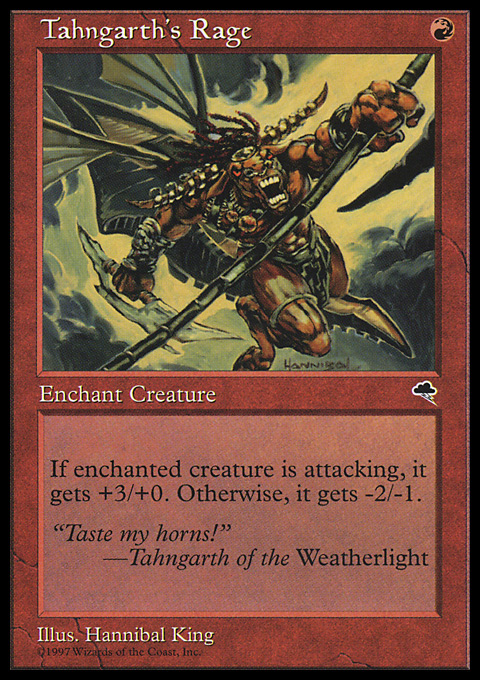 Tahngarth's Rage
Enchant Creature
If enchanted creature is attacking, it
gets +3/+0. Otherwise, it gets -2/-1.
“Taste my horns!”
—Tahngarth of the Weatherlight
Illus. Hannibal King
©1997 Wizards of the Coast, Inc.